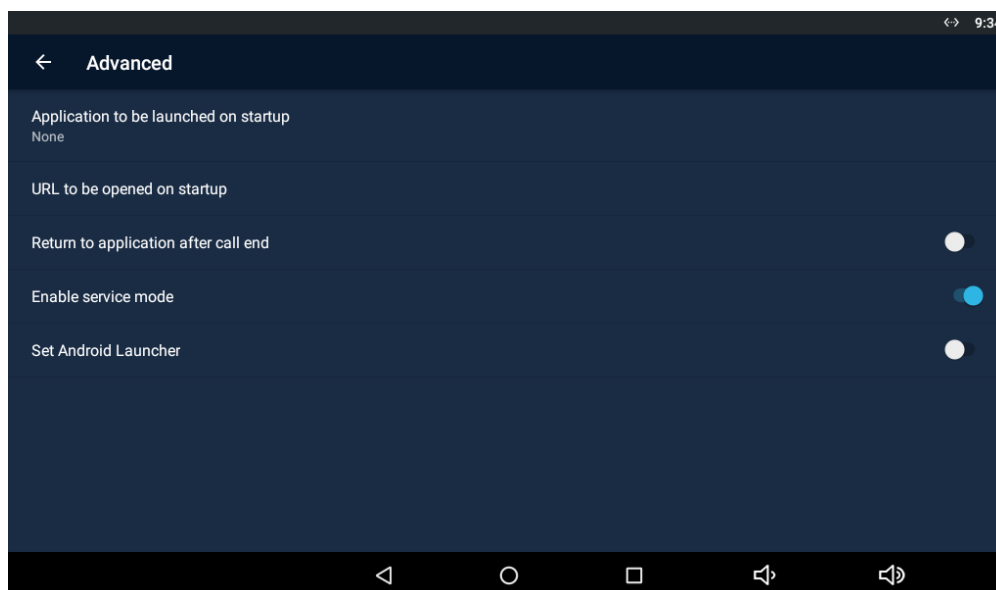 Advanced
Application to be launched on startup
None
URL to be opened on startup
Return to application after call end
Enable service mode
Set Android Launcher